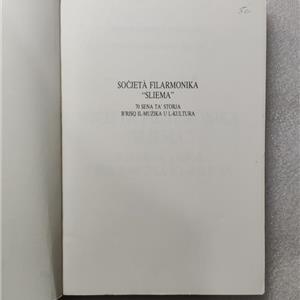 SOĊJETÀ FILARMONIKA
"SLIEMA"
70 SENA TA' STORJA
B'RISQ IL-MUŻIKA U L-KULTURA